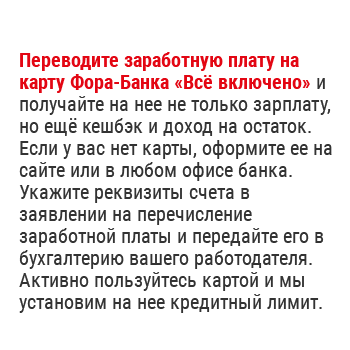 Переводите заработную плату на
карту Фора-Банка «Всё включено» и
получайте на нее не только зарплату,
но ещё кешбэк и доход на остаток.
Если у вас нет карты, оформите ее на
сайте или в любом офисе банка.
Укажите реквизиты счета в
заявлении на перечисление
заработной платы и передайте его в
бухгалтерию вашего работодателя.
Активно пользуйтесь картой и мы
установим на нее кредитный лимит.